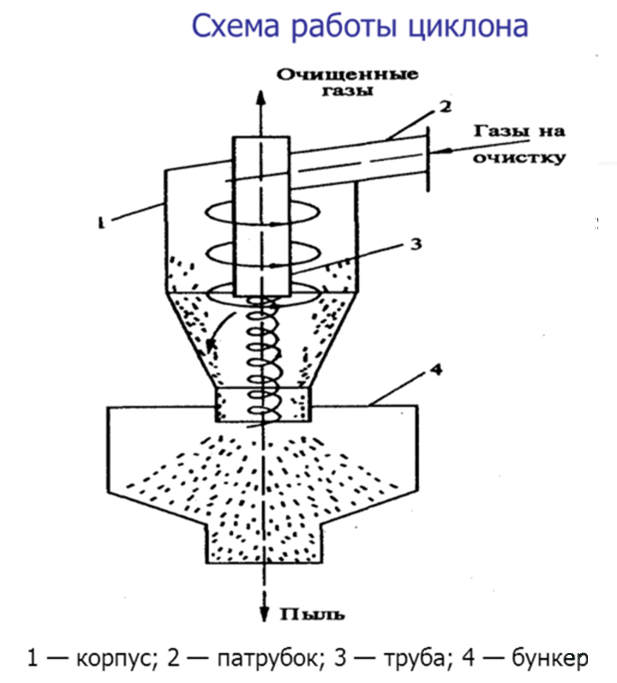 Схема работы циклона
Очищенные
газы
2
Газы на
очистку
1
3
4
Пыль
1 — корпус; 2 — патрубок; 3 — труба; 4 — бункер